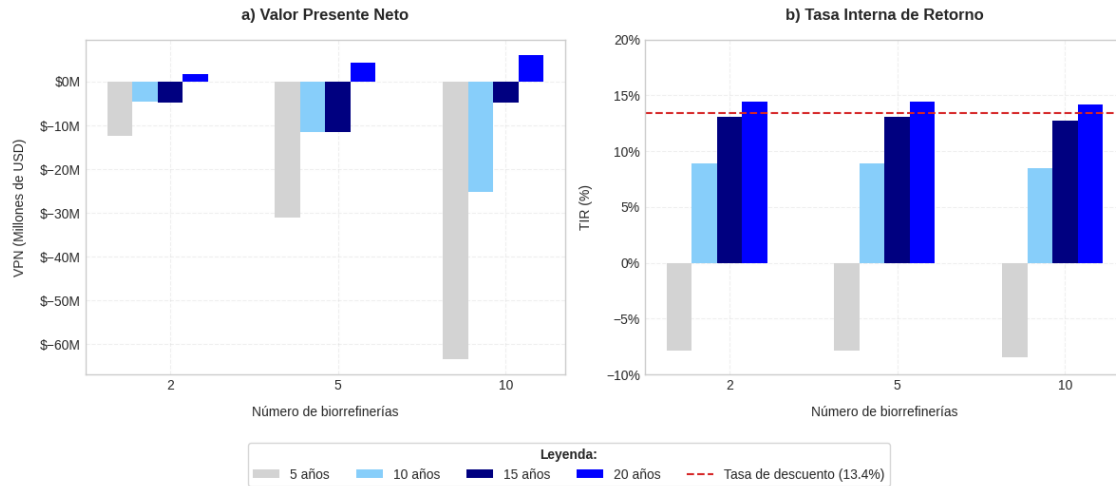 a) Valor Presente Neto
$0M
$−10M
$−20M
$−30M
$−40M
$−50M
$−60M
VPN (Millones de USD)
2 5 10
Número de biorrefinerías
b) Tasa Interna de Retorno
20%
15%
10%
5%
0%
−5%
−10%
TIR (%)
2 5 10
Número de biorrefinerías
Leyenda:
5 años 10 años 15 años 20 años Tasa de descuento (13.4%)